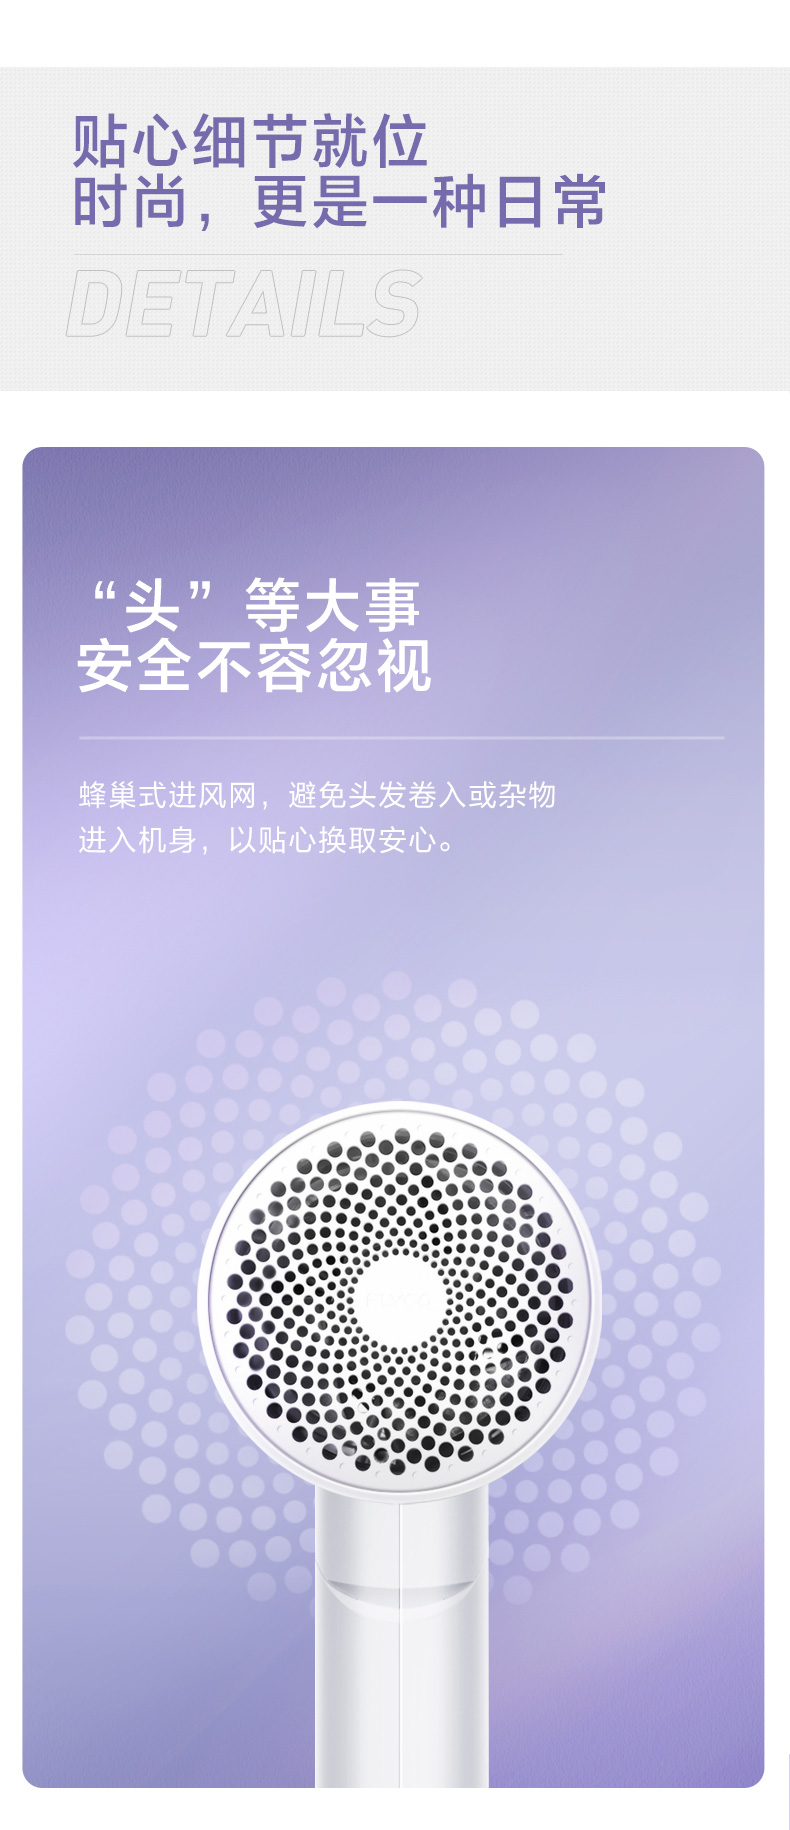 贴心细节就位
时尚，更是一种日常
DETAILS
“头”等大事
安全不容忽视
蜂巢式进风网，避免头发卷入或杂物
进入机身，以贴心换取安心。
FLYCO